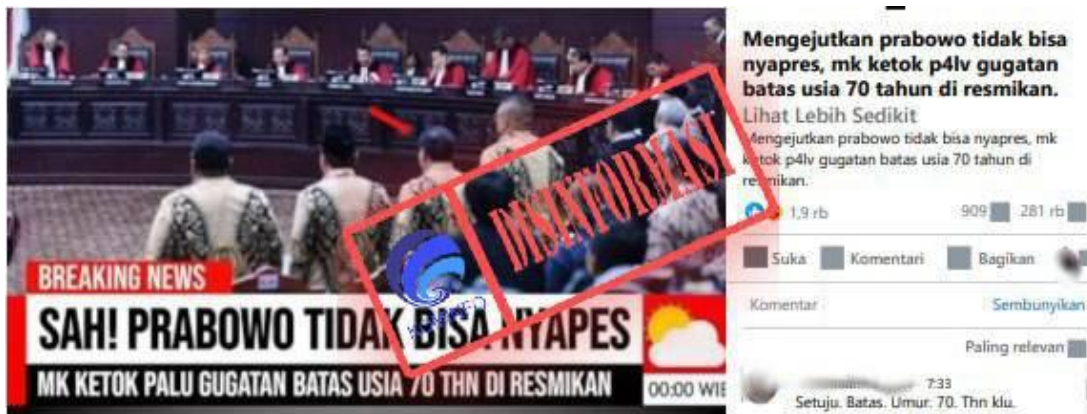 BREAKING NEWS
SAH! PRABOWO TIDAK BISA NYAPES
MK KETOK PALU GUGATAN BATAS USIA 70 THN DI RESMIKAN
00:00 WIB
DISINFORMASI
KOMINFO
Mengejutkan prabowo tidak bisa
nyapres, mk ketok p4lv gugatan
batas usia 70 tahun di resmikan.
Lihat Lebih Sedikit
Mengejutkan prabowo tidak bisa nyapres, mk
ketok p4lv gugatan batas usia 70 tahun di
resmikan.
1,9 rb 909 281 rb
Suka Komentari Bagikan
Komentar Sembunyikan
Paling relevan
7:33
Setuju. Batas. Umur. 70. Thn klu.